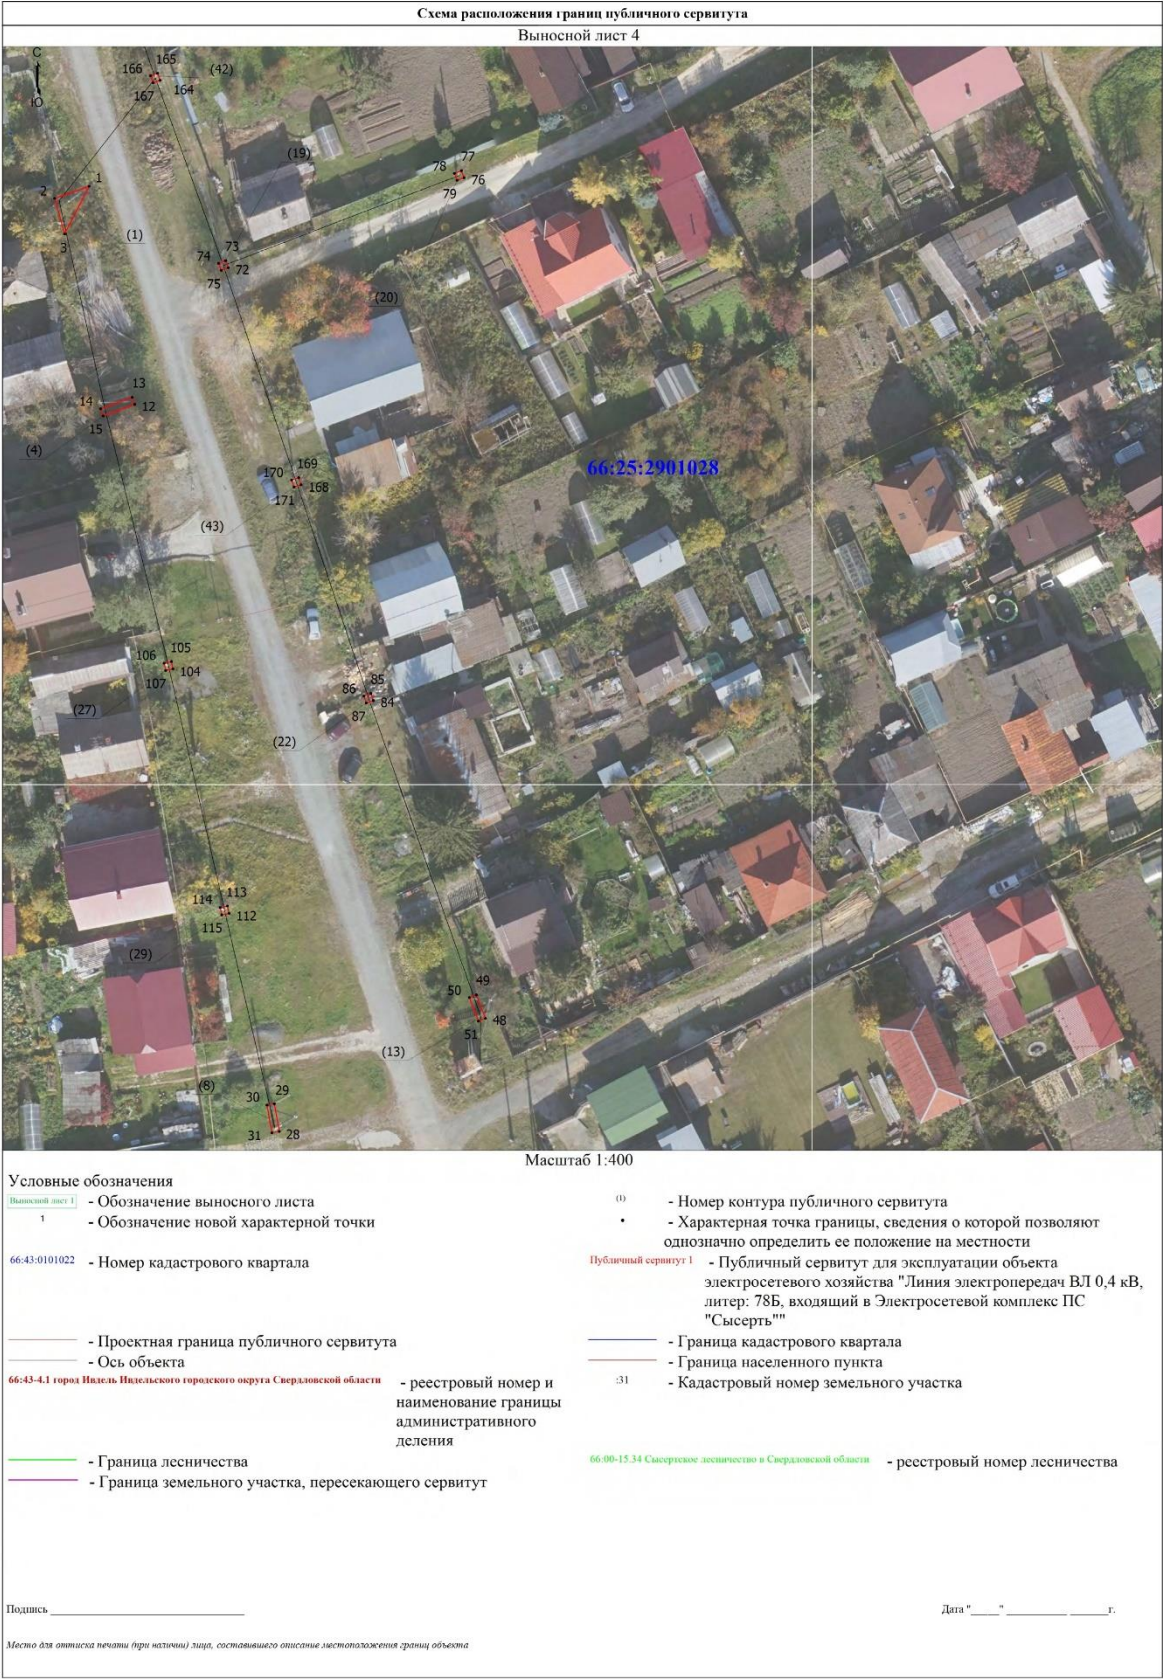 Схема расположения границ публичного сервитута
Выносной лист 4
С
Ю
165
166
(42)
164
167
(19)
77
78
76
79
1
2
3
(1)
73
74
72
75
(20)
13
14
12
15
(4)
169
170
168
171
66:25:2901028
(43)
105
106
104
107
(27)
85
86
84
87
(22)
113
114
112
115
(29)
49
50
48
51
(13)
(8)
29
30
28
31
Масштаб 1:400
Условные обозначения
Выносной лист 1 - Обозначение выносного листа
(1) - Номер контура публичного сервитута
1 - Обозначение новой характерной точки
• - Характерная точка границы, сведения о которой позволяют
однозначно определить ее положение на местности
66:43:0101022 - Номер кадастрового квартала
Публичный сервитут 1 - Публичный сервитут для эксплуатации объекта
электросетевого хозяйства "Линия электропередач ВЛ 0,4 кВ,
литер: 78Б, входящий в Электросетевой комплекс ПС
"Сысерть""
- Проектная граница публичного сервитута
- Граница кадастрового квартала
- Ось объекта
- Граница населенного пункта
66:43-4.1 город Ивдель Ивдельского городского округа Свердловской области - реестровый номер и
наименование границы
административного
деления
:31 - Кадастровый номер земельного участка
- Граница лесничества
66:00-15.34 Сысертское лесничество в Свердловской области - реестровый номер лесничества
- Граница земельного участка, пересекающего сервитут
Подпись ____________________
Дата "_____" ___________ _______г.
Место для оттиска печати (при наличии) лица, составившего описание местоположения границ объекта